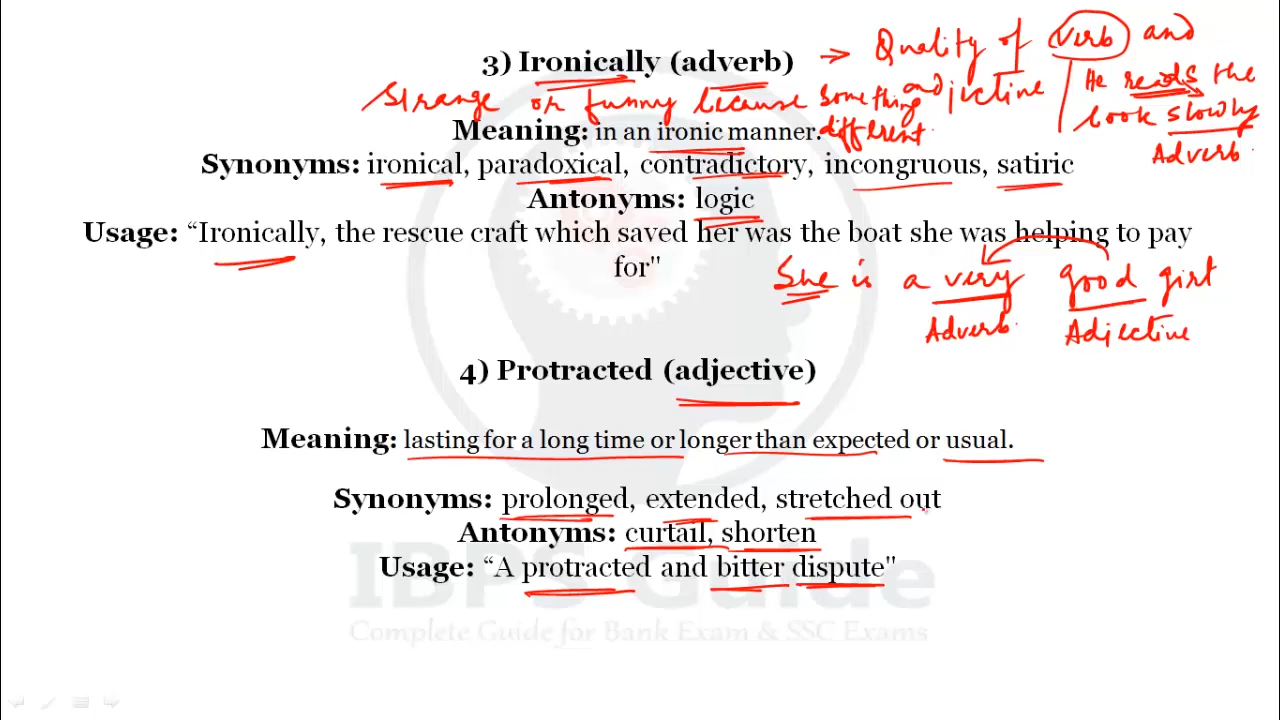 3) Ironically (adverb) → Quality of verb and
adjective
He reads the
book slowly
Adverb.
Strange or funny because something
different.
Meaning: in an ironic manner.
Synonyms: ironical, paradoxical, contradictory, incongruous, satiric
Antonyms: logic
Usage: “Ironically, the rescue craft which saved her was the boat she was helping to pay
for"
She is a very good girl
Adverb. Adjective
4) Protracted (adjective)
Meaning: lasting for a long time or longer than expected or usual.
Synonyms: prolonged, extended, stretched out
Antonyms: curtail, shorten
Usage: “A protracted and bitter dispute"
IBPS Guide
Complete Guide for Bank Exam & SSC Exams